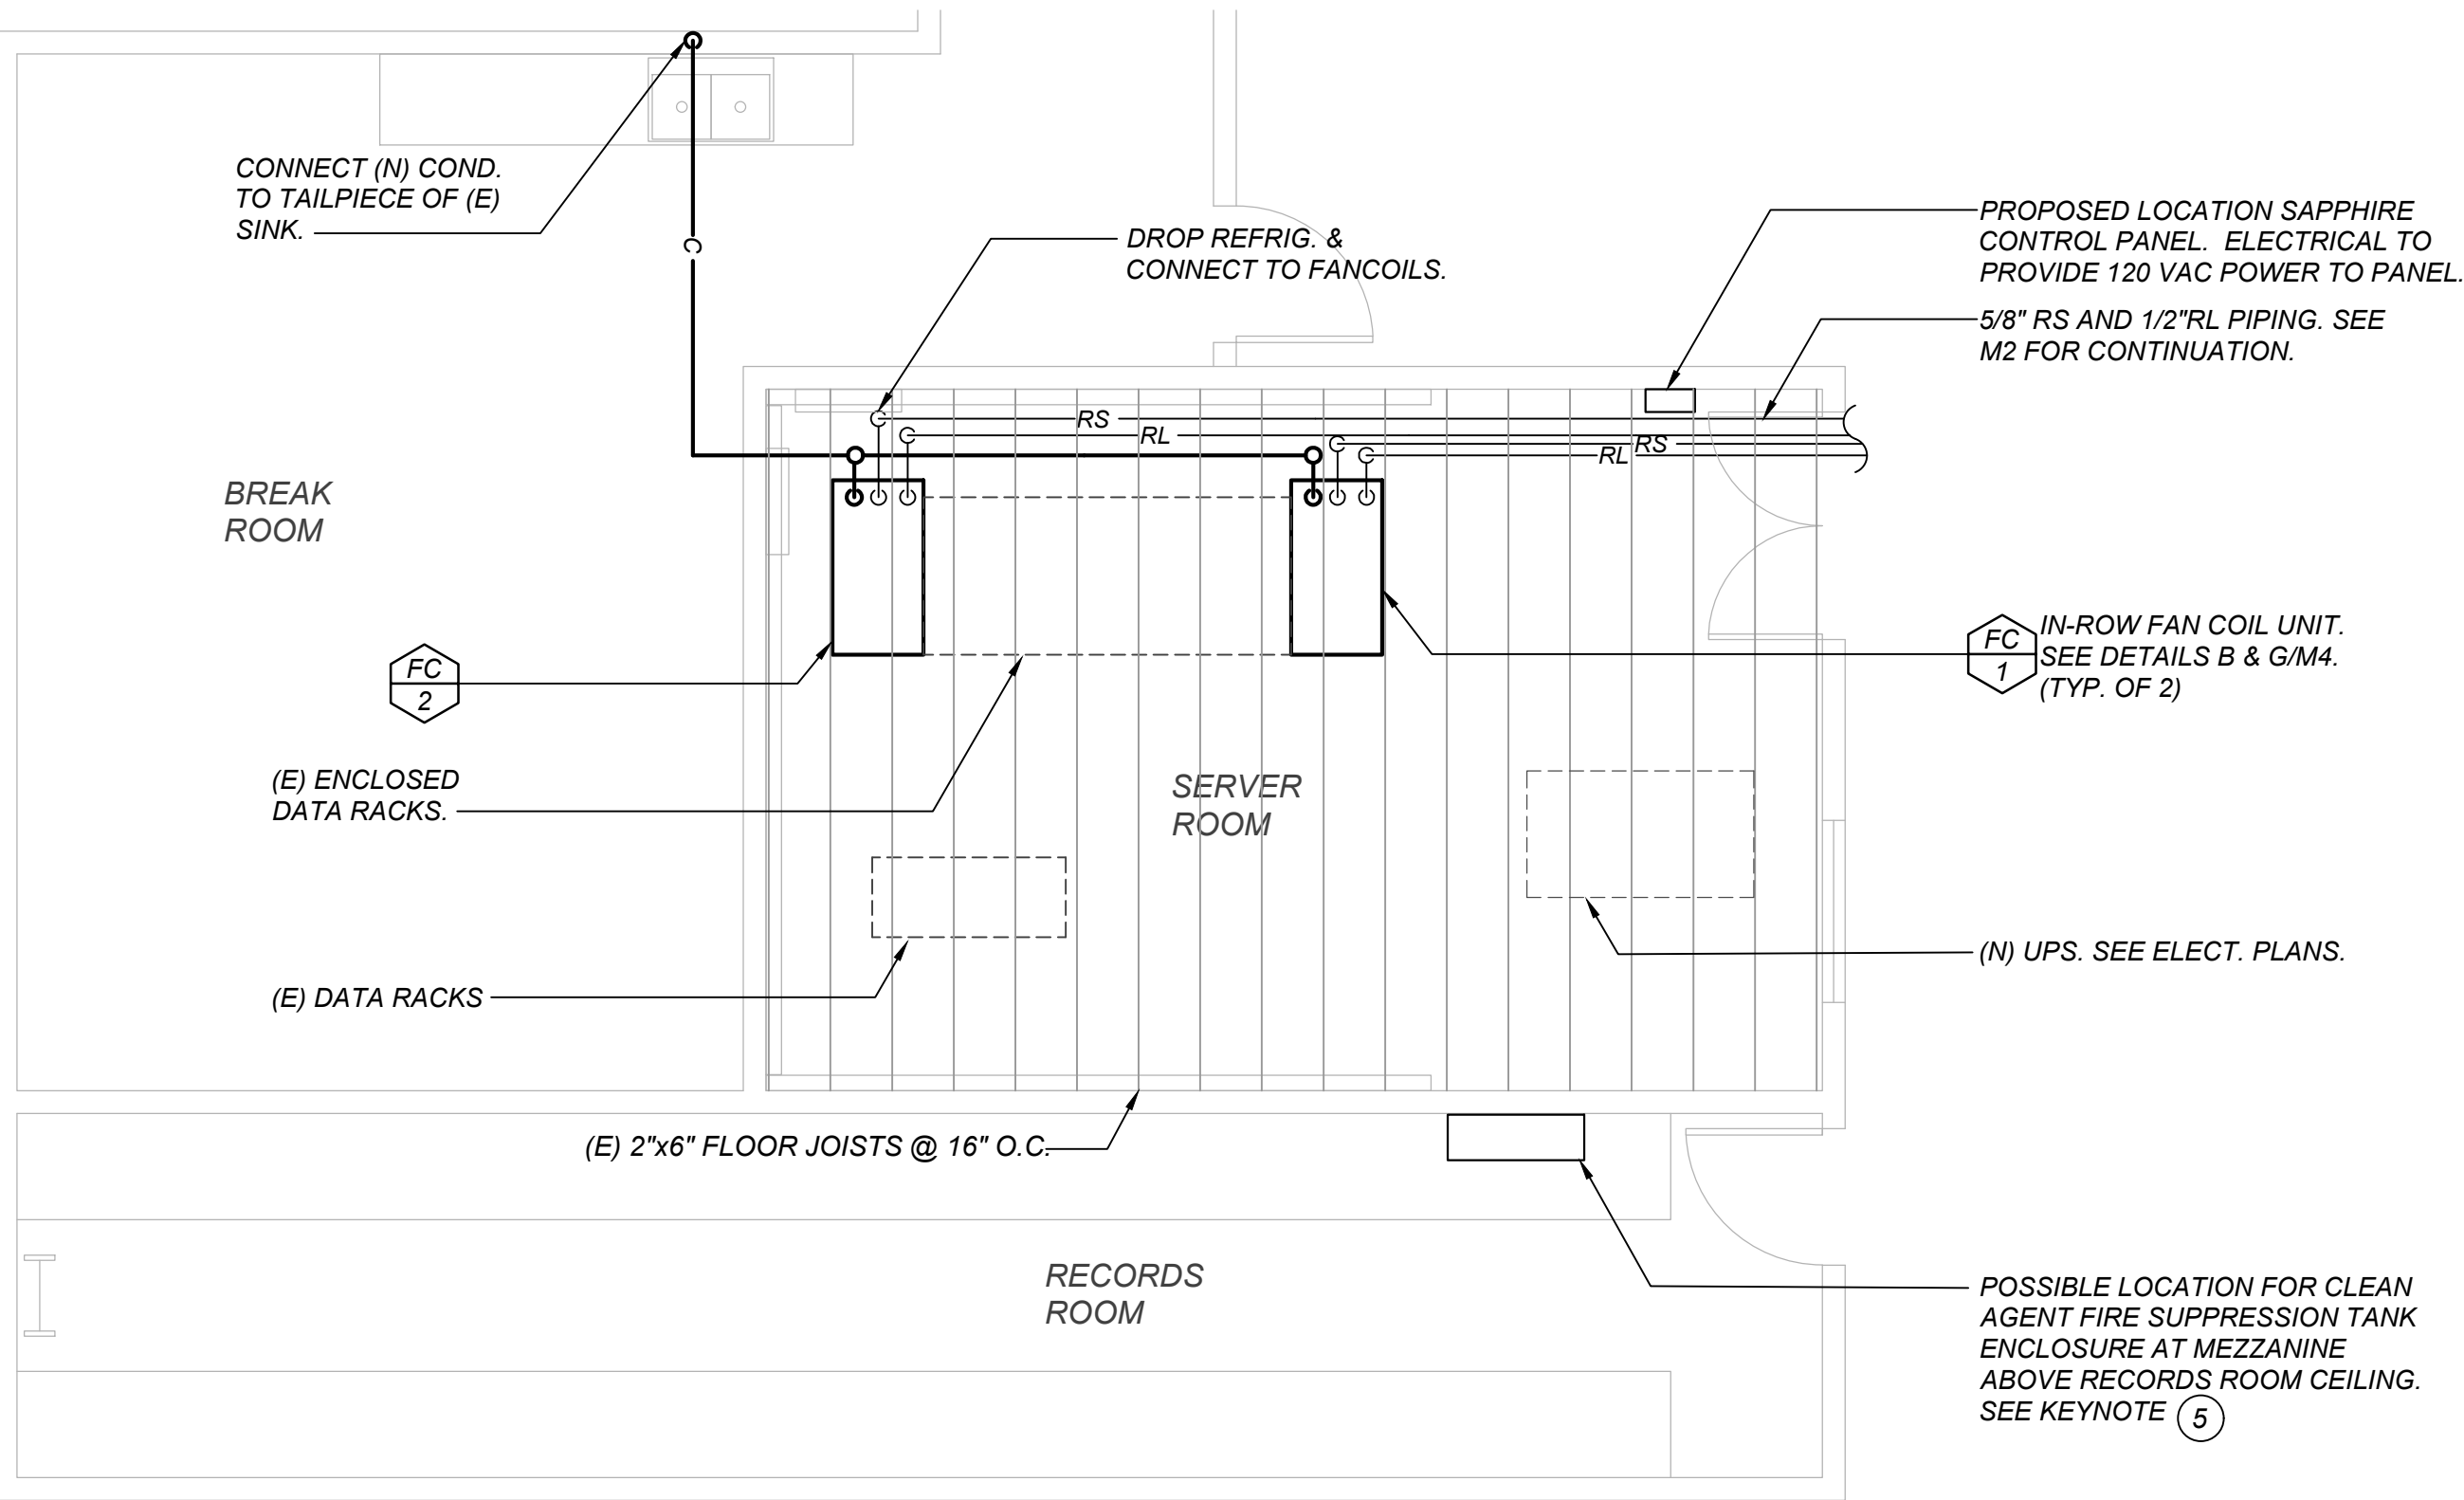 CONNECT (N) COND.
TO TAILPIECE OF (E)
SINK.
C
DROP REFRIG. &
CONNECT TO FANCOILS.
PROPOSED LOCATION SAPPHIRE
CONTROL PANEL. ELECTRICAL TO
PROVIDE 120 VAC POWER TO PANEL.
5/8" RS AND 1/2"RL PIPING. SEE
M2 FOR CONTINUATION.
RS
RL
RS
RL
BREAK
ROOM
FC
2
FC
1
IN-ROW FAN COIL UNIT.
SEE DETAILS B & G/M4.
(TYP. OF 2)
(E) ENCLOSED
DATA RACKS.
SERVER
ROOM
(E) DATA RACKS
(N) UPS. SEE ELECT. PLANS.
(E) 2"x6" FLOOR JOISTS @ 16" O.C.
RECORDS
ROOM
POSSIBLE LOCATION FOR CLEAN
AGENT FIRE SUPPRESSION TANK
ENCLOSURE AT MEZZANINE
ABOVE RECORDS ROOM CEILING.
SEE KEYNOTE 5